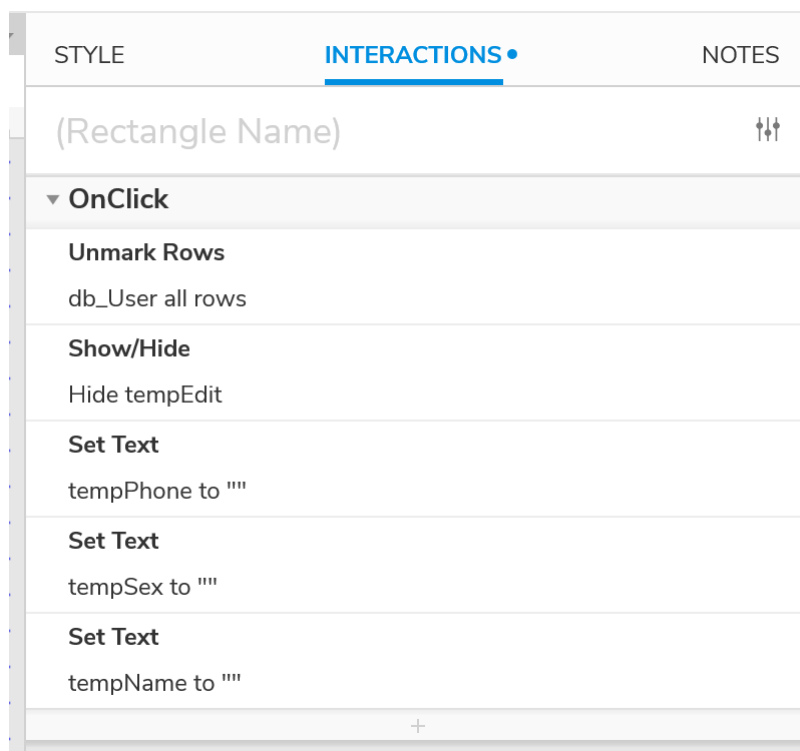 STYLE INTERACTIONS NOTES
(Rectangle Name)
OnClick
Unmark Rows
db_User all rows
Show/Hide
Hide tempEdit
Set Text
tempPhone to ""
Set Text
tempSex to ""
Set Text
tempName to ""